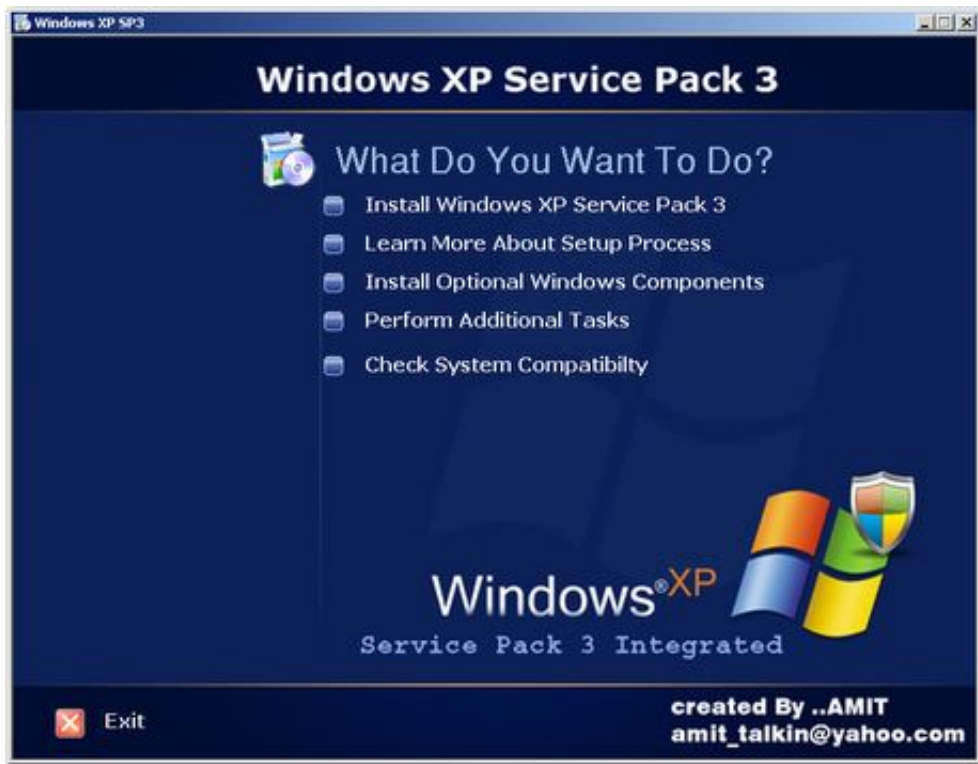 Windows XP SP3
Windows XP Service Pack 3
What Do You Want To Do?
Install Windows XP Service Pack 3
Learn More About Setup Process
Install Optional Windows Components
Perform Additional Tasks
Check System Compatibilty
Windows® XP
Service Pack 3 Integrated
Exit
created By ..AMIT
amit_talkin@yahoo.com